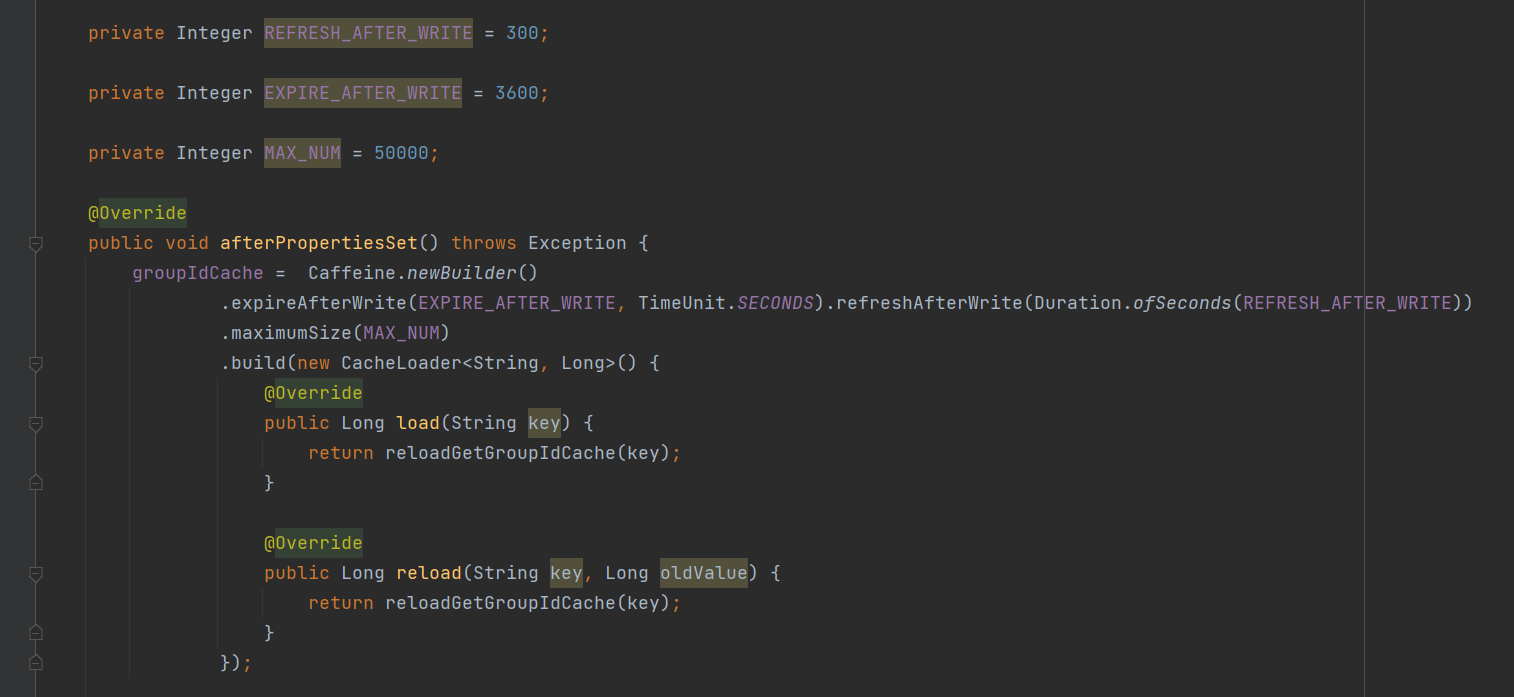 private Integer REFRESH_AFTER_WRITE = 300;
private Integer EXPIRE_AFTER_WRITE = 3600;
private Integer MAX_NUM = 50000;
@Override
public void afterPropertiesSet() throws Exception {
groupIdCache =  Caffeine.newBuilder()
.expireAfterWrite(EXPIRE_AFTER_WRITE, TimeUnit.SECONDS).refreshAfterWrite(Duration.ofSeconds(REFRESH_AFTER_WRITE))
.maximumSize(MAX_NUM)
.build(new CacheLoader<String, Long>() {
@Override
public Long load(String key) {
return reloadGetGroupIdCache(key);
}
@Override
public Long reload(String key, Long oldValue) {
return reloadGetGroupIdCache(key);
}
});